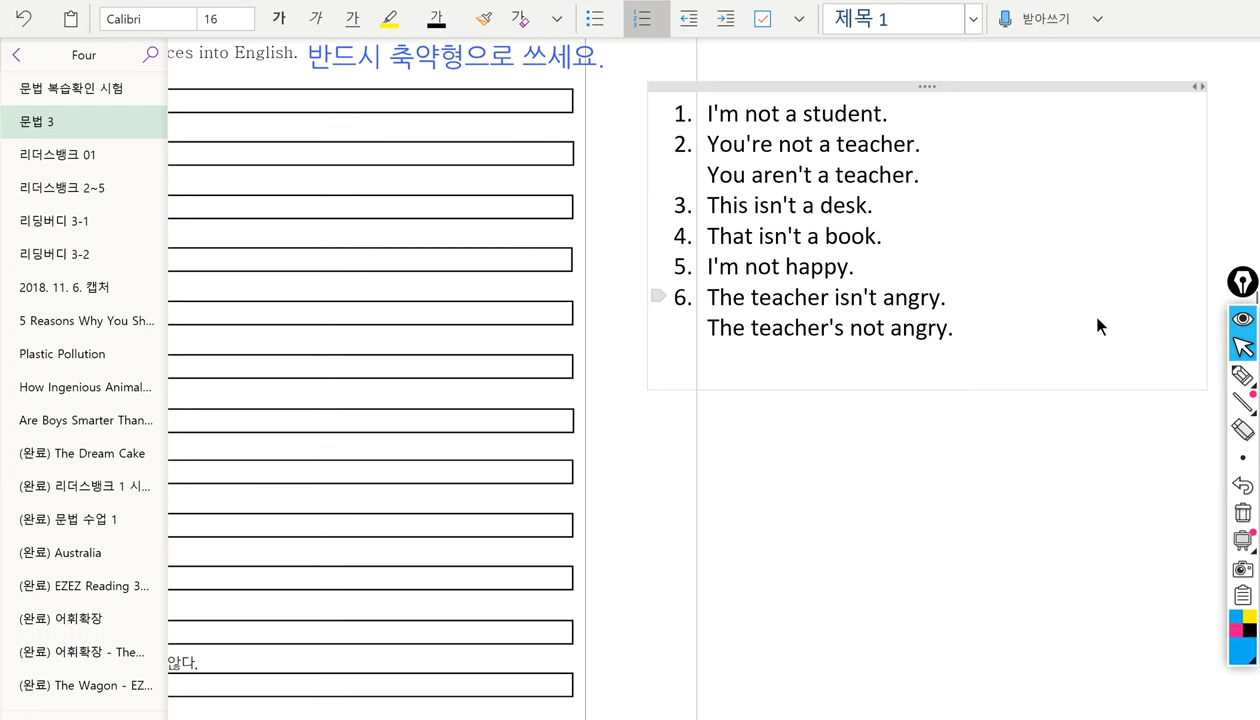 Calibri
16
가
가
가
가
가
제목 1
받아쓰기
Four
ces into English. 반드시 축약형으로 쓰세요.
문법 복습확인 시험
문법 3
리더스뱅크 01
리더스뱅크 2~5
리딩버디 3-1
리딩버디 3-2
2018. 11. 6. 캡처
5 Reasons Why You Sh...
Plastic Pollution
How Ingenious Animal...
Are Boys Smarter Than...
(완료) The Dream Cake
(완료) 리더스뱅크 1 시...
(완료) 문법 수업 1
(완료) Australia
(완료) EZEZ Reading 3...
(완료) 어휘확장
(완료) 어휘확장 - The...
(완료) The Wagon - EZ...
않다.
1. I'm not a student.
2. You're not a teacher.
You aren't a teacher.
3. This isn't a desk.
4. That isn't a book.
5. I'm not happy.
6. The teacher isn't angry.
The teacher's not angry.